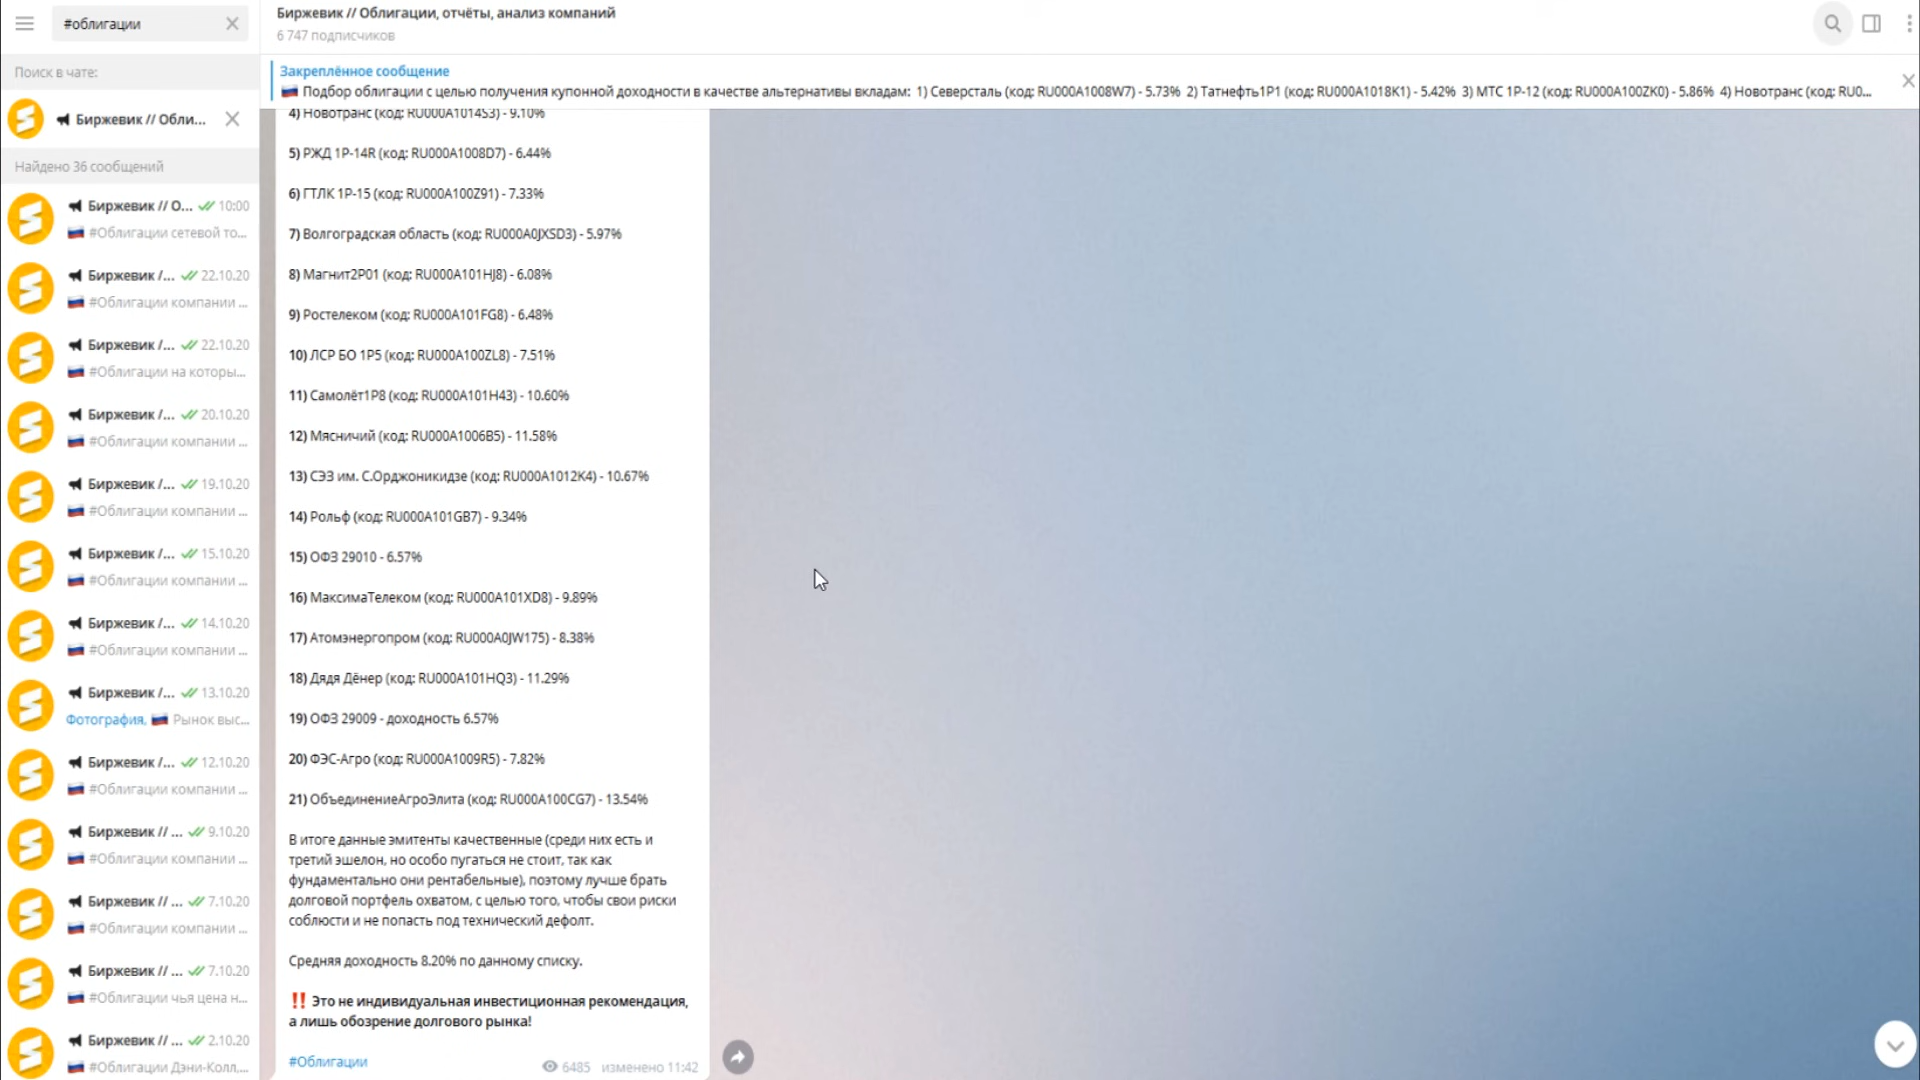 #облигации
Поиск в чате:
Биржевик // Обли...
Найдено 36 сообщений
Биржевик // О... 10:00
#Облигации сетевой то...
Биржевик /... 22.10.20
#Облигации компании ...
Биржевик /... 22.10.20
#Облигации на которы...
Биржевик /... 20.10.20
#Облигации компании ...
Биржевик /... 19.10.20
#Облигации компании ...
Биржевик /... 15.10.20
#Облигации компании ...
Биржевик /... 14.10.20
#Облигации компании ...
Биржевик /... 13.10.20
Фотография, Рынок выс...
Биржевик /... 12.10.20
#Облигации компании ...
Биржевик // ... 9.10.20
#Облигации компании ...
Биржевик // ... 7.10.20
#Облигации компании ...
Биржевик // ... 7.10.20
#Облигации чья цена н...
Биржевик // ... 2.10.20
#Облигации Дэни-Колл,...
Биржевик // Облигации, отчёты, анализ компаний
6 747 подписчиков
Закреплённое сообщение
Подбор облигации с целью получения купонной доходности в качестве альтернативы вкладам: 1) Северсталь (код: RU000A1008W7) - 5.73% 2) Татнефть1Р1 (код: RU000A1018K1) - 5.42% 3) МТС 1Р-12 (код: RU000A100ZK0) - 5.86% 4) Новотранс (код: RU0...
4) Новотранс (код: RU000A1014S3) - 9.10%
5) РЖД 1Р-14R (код: RU000A1008D7) - 6.44%
6) ГТЛК 1Р-15 (код: RU000A100Z91) - 7.33%
7) Волгоградская область (код: RU000A0JXSD3) - 5.97%
8) Магнит2Р01 (код: RU000A101HJ8) - 6.08%
9) Ростелеком (код: RU000A101FG8) - 6.48%
10) ЛСР БО 1Р5 (код: RU000A100ZL8) - 7.51%
11) Самолёт1Р8 (код: RU000A101H43) - 10.60%
12) Мясничий (код: RU000A1006B5) - 11.58%
13) СЭЗ им. С.Орджоникидзе (код: RU000A1012K4) - 10.67%
14) Рольф (код: RU000A101GB7) - 9.34%
15) ОФЗ 29010 - 6.57%
16) МаксимаТелеком (код: RU000A101XD8) - 9.89%
17) Атомэнергопром (код: RU000A0JW175) - 8.38%
18) Дядя Дёнер (код: RU000A101HQ3) - 11.29%
19) ОФЗ 29009 - доходность 6.57%
20) ФЭС-Агро (код: RU000A1009R5) - 7.82%
21) ОбъединениеАгроЭлита (код: RU000A100CG7) - 13.54%
В итоге данные эмитенты качественные (среди них есть и
третий эшелон, но особо пугаться не стоит, так как
фундаментально они рентабельные), поэтому лучше брать
долговой портфель охватом, с целью того, чтобы свои риски
соблюсти и не попасть под технический дефолт.
Средняя доходность 8.20% по данному списку.
‼ Это не индивидуальная инвестиционная рекомендация,
а лишь обозрение долгового рынка!
#Облигации 6485 изменено 11:42